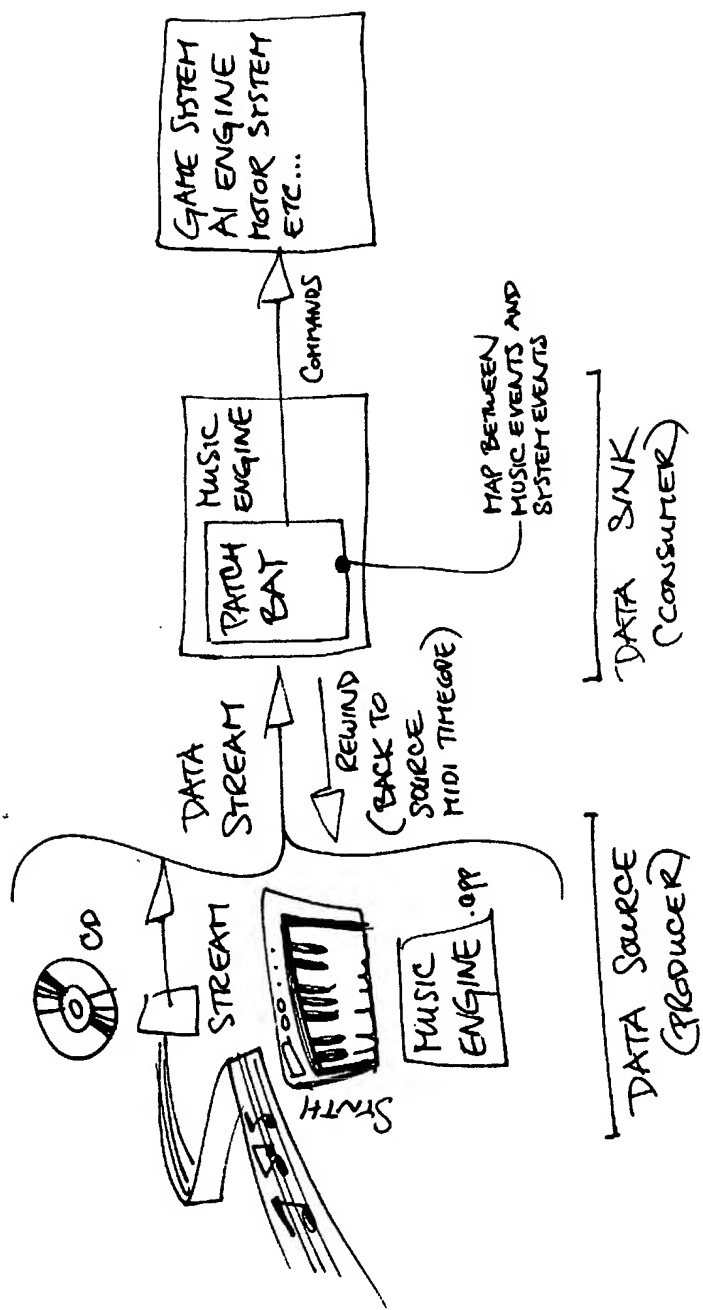 CD
STREAM
SYNTH
MUSIC
ENGINE .app
DATA
STREAM
REWIND
(BACK TO
SOURCE
MIDI TIMECODE)
MUSIC
ENGINE
PATCH
BAY
COMMANDS
GAME SYSTEM
AI ENGINE
MOTOR SYSTEM
ETC...
MAP BETWEEN
MUSIC EVENTS AND
SYSTEM EVENTS
DATA SOURCE
(PRODUCER)
DATA SINK
(CONSUMER)